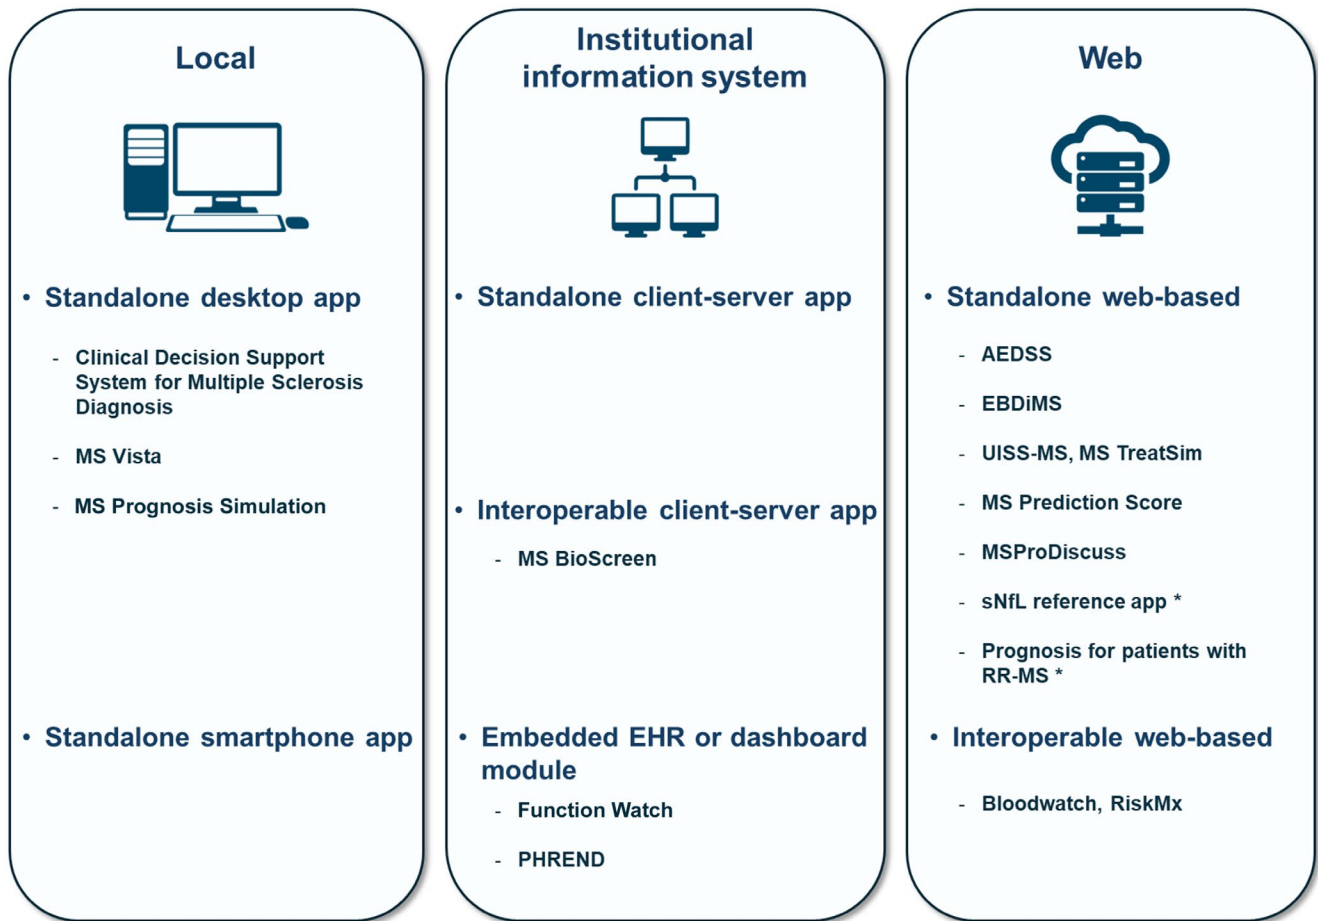 Local
• Standalone desktop app
- Clinical Decision Support
System for Multiple Sclerosis
Diagnosis
- MS Vista
- MS Prognosis Simulation
• Standalone smartphone app
Institutional
information system
• Standalone client-server app
• Interoperable client-server app
- MS BioScreen
• Embedded EHR or dashboard
module
- Function Watch
- PHREND
Web
• Standalone web-based
- AEDSS
- EBDiMS
- UISS-MS, MS TreatSim
- MS Prediction Score
- MSProDiscuss
- sNfL reference app *
- Prognosis for patients with
RR-MS *
• Interoperable web-based
- Bloodwatch, RiskMx